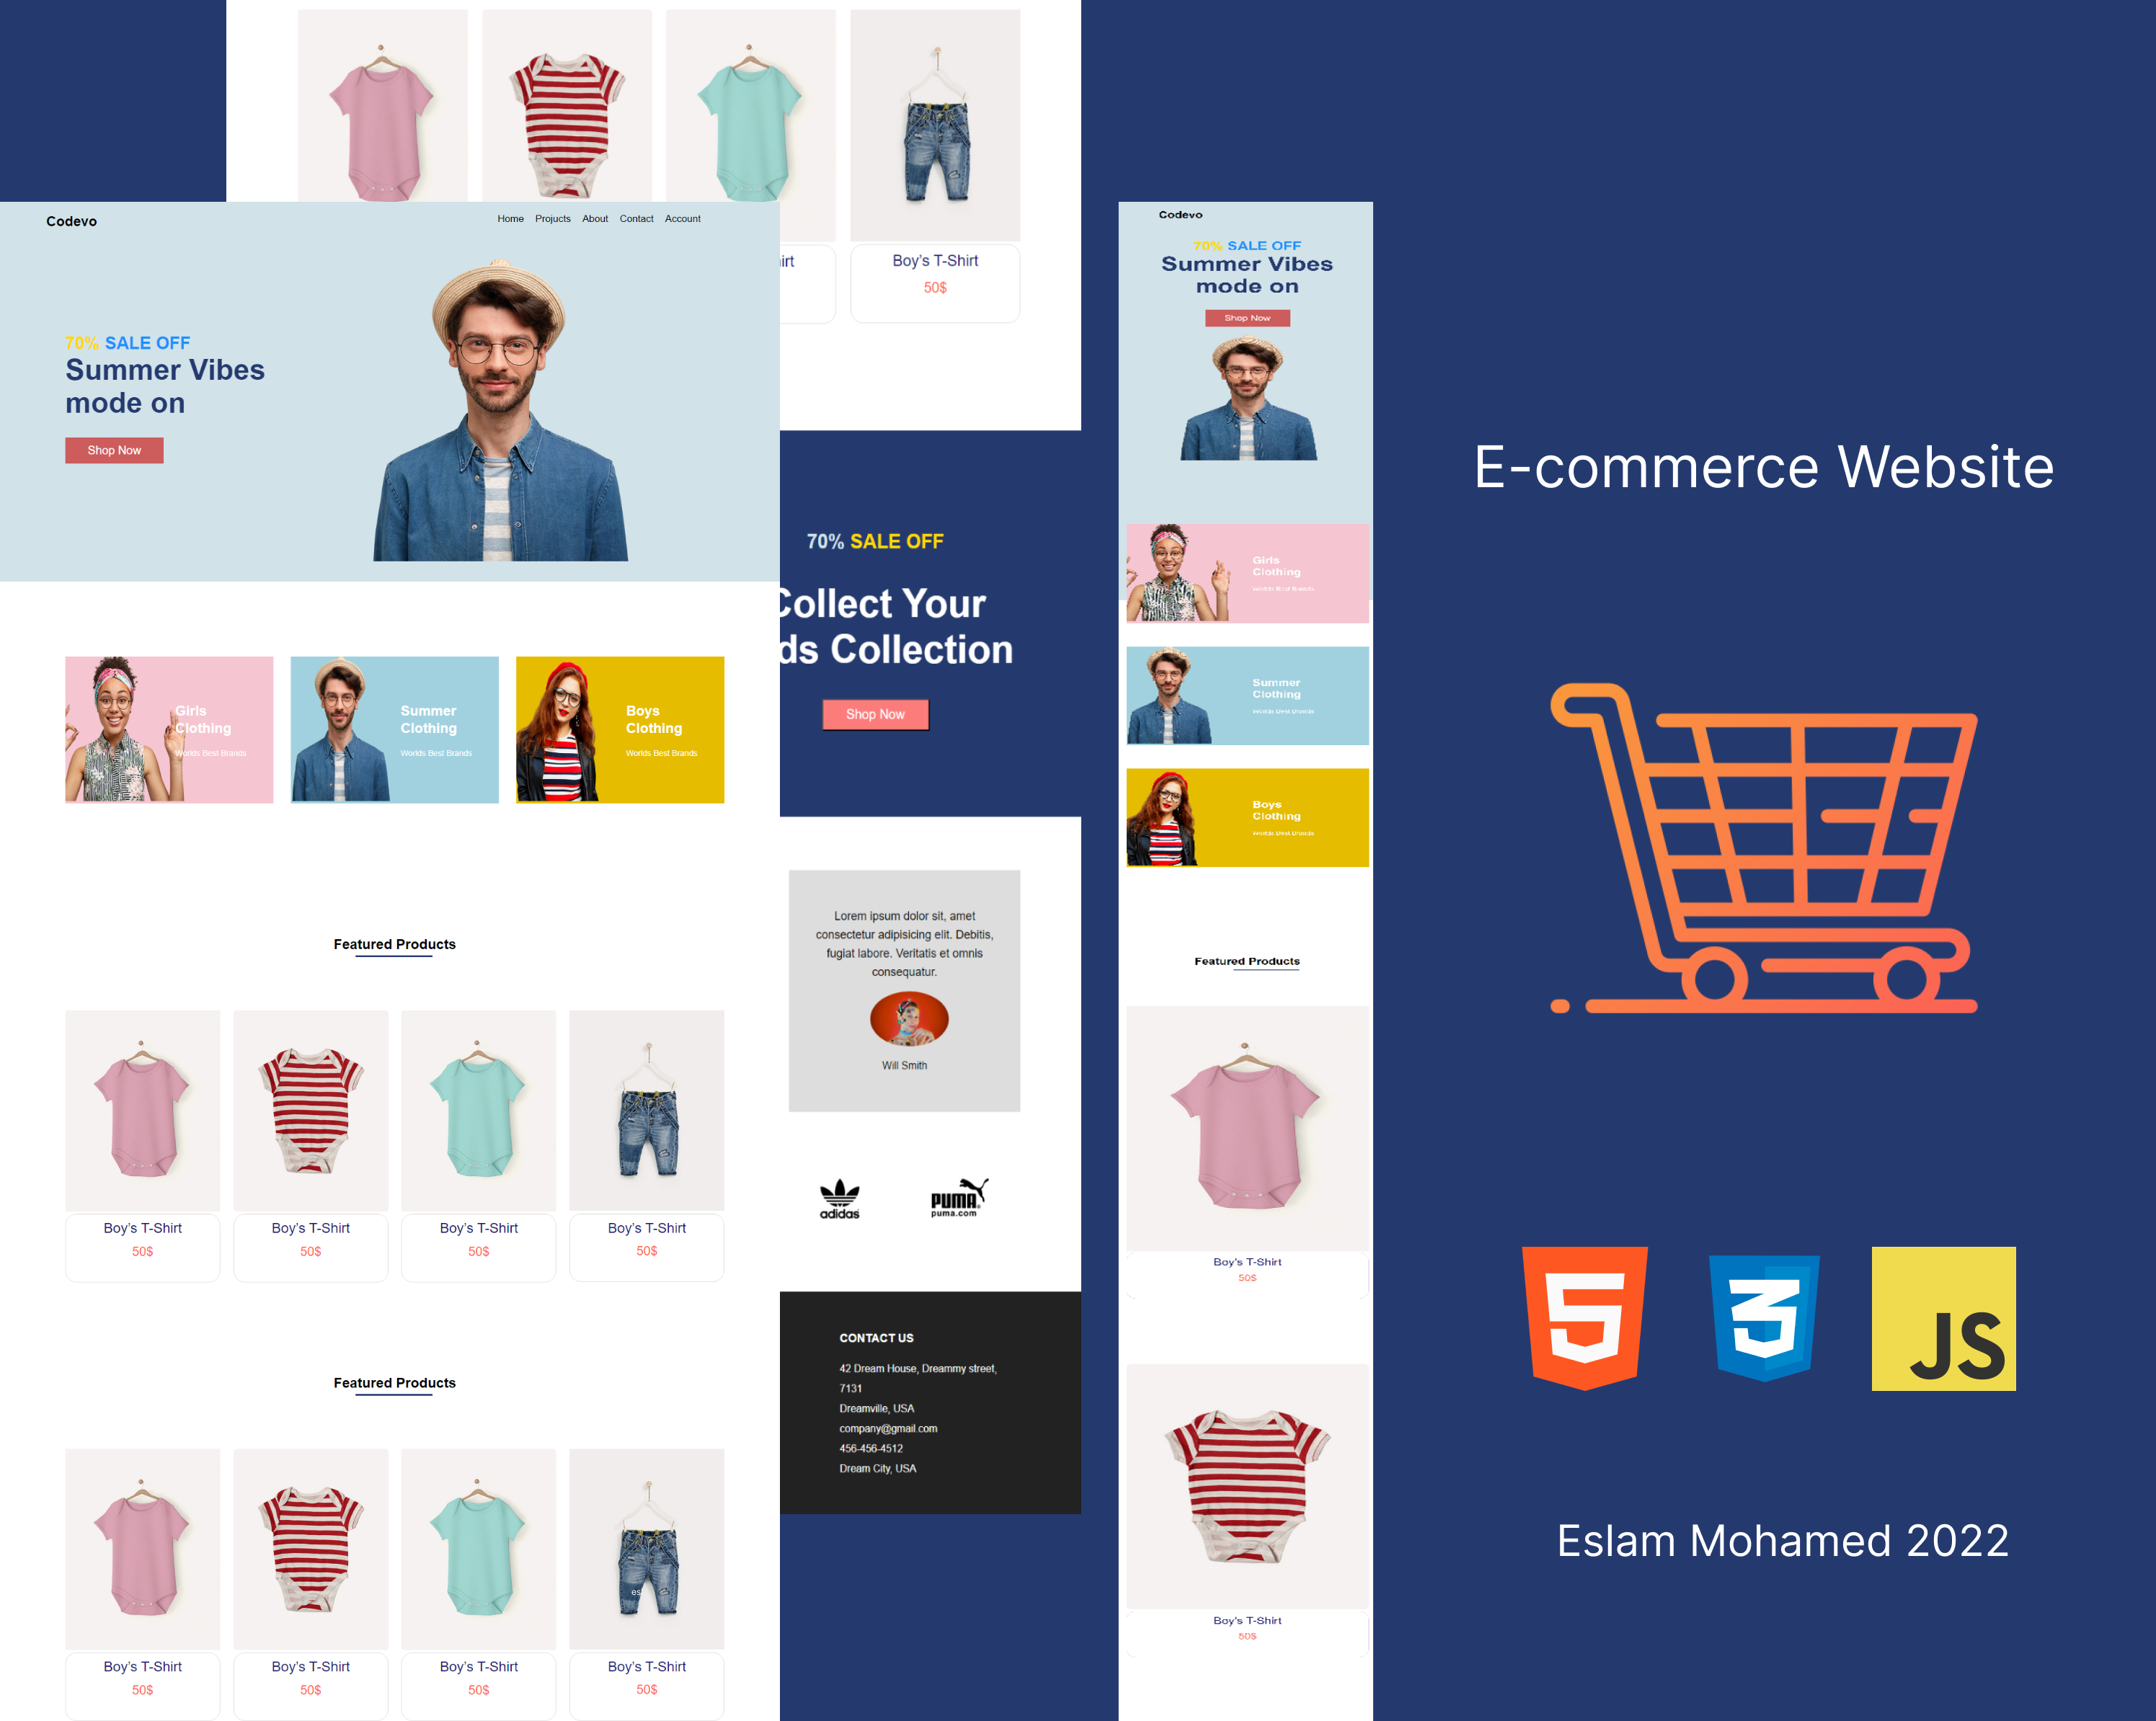 Boy's T-Shirt
50$
Codevo
Home Projucts About Contact Account
70% SALE OFF
Summer Vibes
mode on
Shop Now
Girls
Clothing
Worlds Best Brands
Summer
Clothing
Worlds Best Brands
Boys
Clothing
Worlds Best Brands
Featured Products
Boy's T-Shirt
50$
Boy's T-Shirt
50$
Boy's T-Shirt
50$
Boy's T-Shirt
50$
Featured Products
es
Boy's T-Shirt
50$
Boy's T-Shirt
50$
Boy's T-Shirt
50$
Boy's T-Shirt
50$
70% SALE OFF
Collect Your
ds Collection
Shop Now
Lorem ipsum dolor sit, amet
consectetur adipisicing elit. Debitis,
fugiat labore. Veritatis et omnis
consequatur.
Will Smith
adidas
PUMA
puma.com
CONTACT US
42 Dream House, Dreammy street,
7131
Dreamville, USA
company@gmail.com
456-456-4512
Dream City, USA
Codevo
70% SALE OFF
Summer Vibes
mode on
Shop Now
Girls
Clothing
Worlds Best Brands
Summer
Clothing
Worlds Best Brands
Boys
Clothing
Worlds Best Brands
Featured Products
Boy's T-Shirt
50$
Boy's T-Shirt
50$
E-commerce Website
5
3
JS
Eslam Mohamed 2022